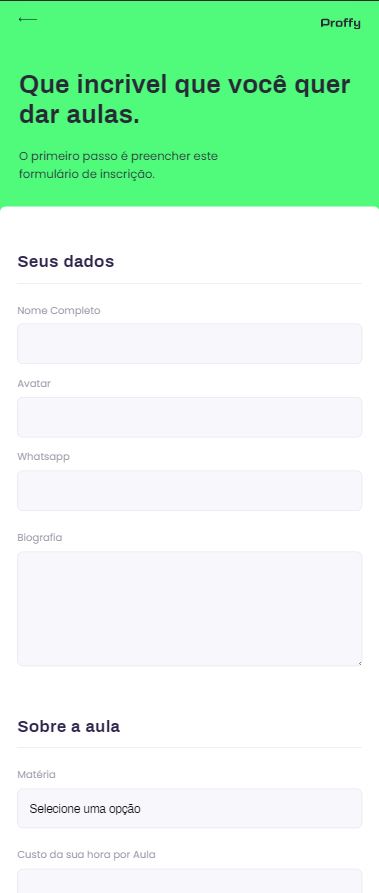 Proffy
Que incrivel que você quer
dar aulas.
O primeiro passo é preencher este
formulário de inscrição.
Seus dados
Nome Completo
Avatar
Whatsapp
Biografia
Sobre a aula
Matéria
Selecione uma opção
Custo da sua hora por Aula